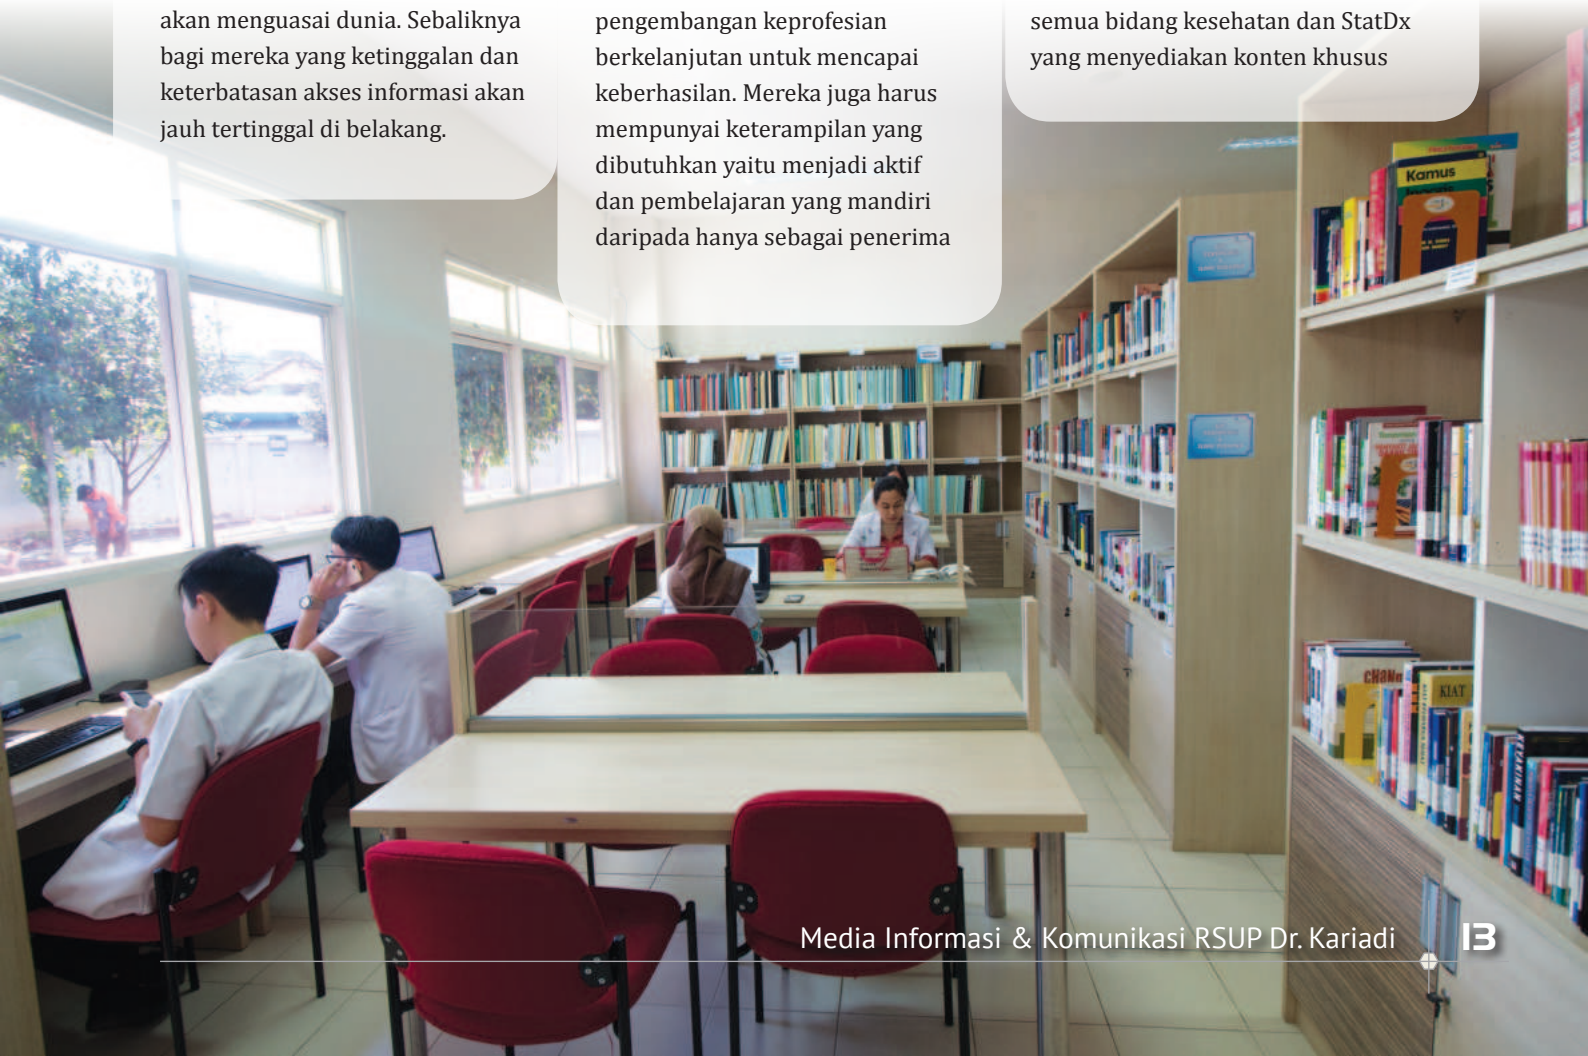 akan menguasai dunia. Sebaliknya
bagi mereka yang ketinggalan dan
keterbatasan akses informasi akan
jauh tertinggal di belakang.
pengembangan keprofesian
berkelanjutan untuk mencapai
keberhasilan. Mereka juga harus
mempunyai keterampilan yang
dibutuhkan yaitu menjadi aktif
dan pembelajaran yang mandiri
daripada hanya sebagai penerima
semua bidang kesehatan dan StatDx
yang menyediakan konten khusus
Kamus
KIAT
KEYAKINAN
Media Informasi & Komunikasi RSUP Dr. Kariadi
13